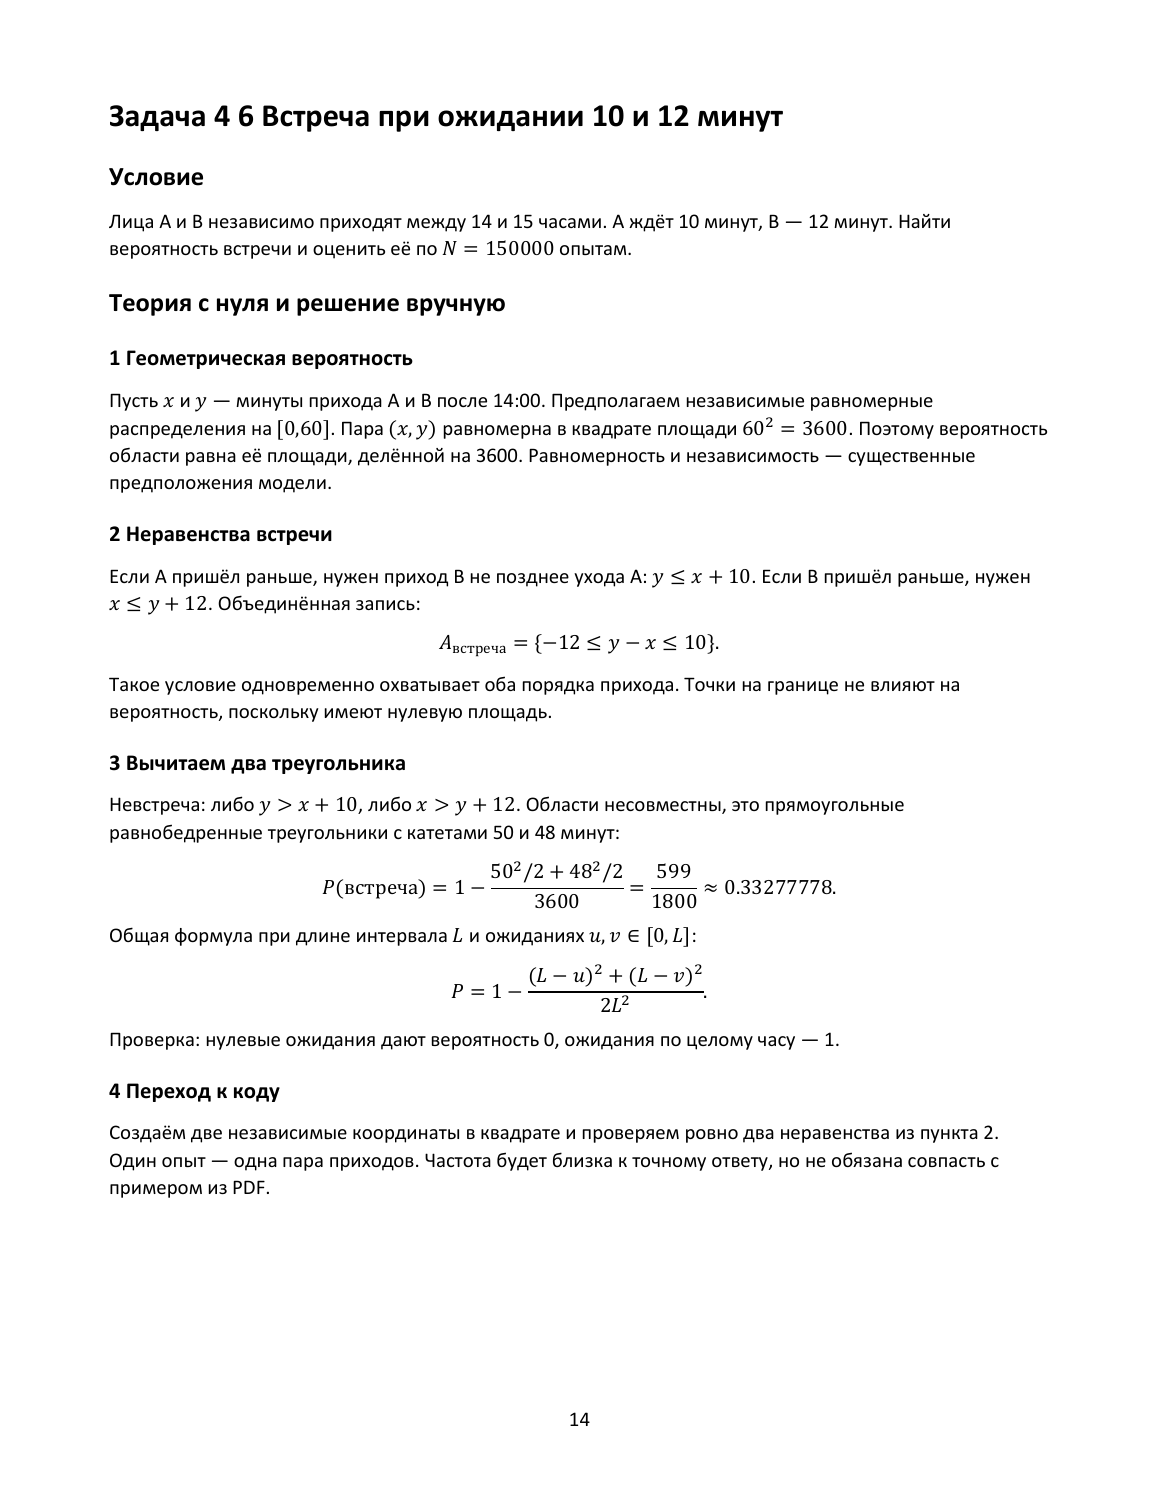 Задача 4 6 Встреча при ожидании 10 и 12 минут
Условие
Лица А и В независимо приходят между 14 и 15 часами. А ждёт 10 минут, В — 12 минут. Найти
вероятность встречи и оценить её по N = 150000 опытам.
Теория с нуля и решение вручную
1 Геометрическая вероятность
Пусть x и y — минуты прихода А и В после 14:00. Предполагаем независимые равномерные
распределения на [0,60]. Пара (x, y) равномерна в квадрате площади 60² = 3600. Поэтому вероятность
области равна её площади, делённой на 3600. Равномерность и независимость — существенные
предположения модели.
2 Неравенства встречи
Если А пришёл раньше, нужен приход В не позднее ухода А: y ≤ x + 10. Если В пришёл раньше, нужен
x ≤ y + 12. Объединённая запись:
A_встреча = {−12 ≤ y − x ≤ 10}.
Такое условие одновременно охватывает оба порядка прихода. Точки на границе не влияют на
вероятность, поскольку имеют нулевую площадь.
3 Вычитаем два треугольника
Невстреча: либо y > x + 10, либо x > y + 12. Области несовместны, это прямоугольные
равнобедренные треугольники с катетами 50 и 48 минут:
P(встреча) = 1 − (50²/2 + 48²/2)/3600 = 599/1800 ≈ 0.33277778.
Общая формула при длине интервала L и ожиданиях u, v ∈ [0, L]:
P = 1 − ((L − u)² + (L − v)²)/(2L²).
Проверка: нулевые ожидания дают вероятность 0, ожидания по целому часу — 1.
4 Переход к коду
Создаём две независимые координаты в квадрате и проверяем ровно два неравенства из пункта 2.
Один опыт — одна пара приходов. Частота будет близка к точному ответу, но не обязана совпасть с
примером из PDF.
14